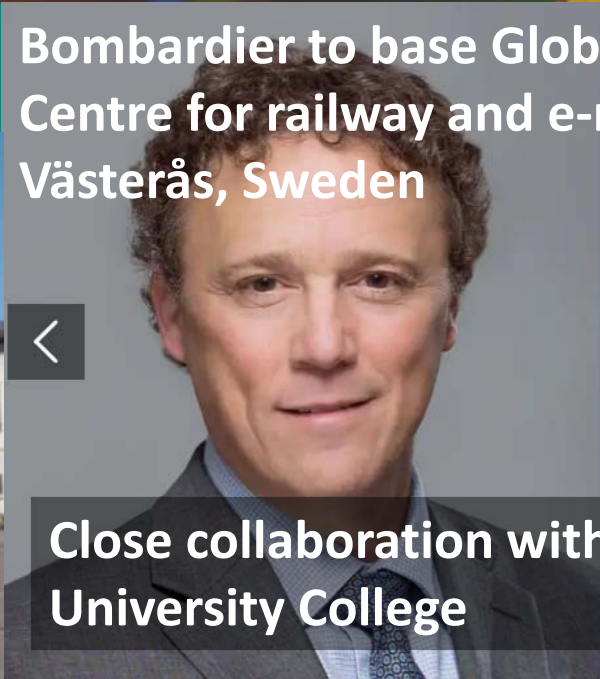 Bombardier to base Glob
Centre for railway and e-
Västerås, Sweden
Close collaboration with
University College